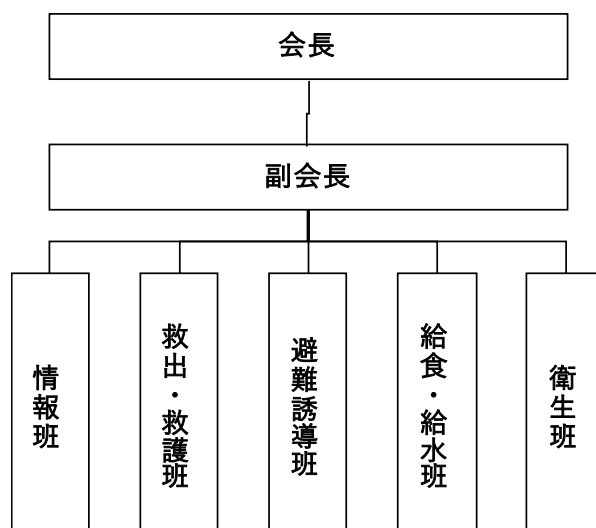 会長
副会長
情報班
救出・救護班
避難誘導班
給食・給水班
衛生班